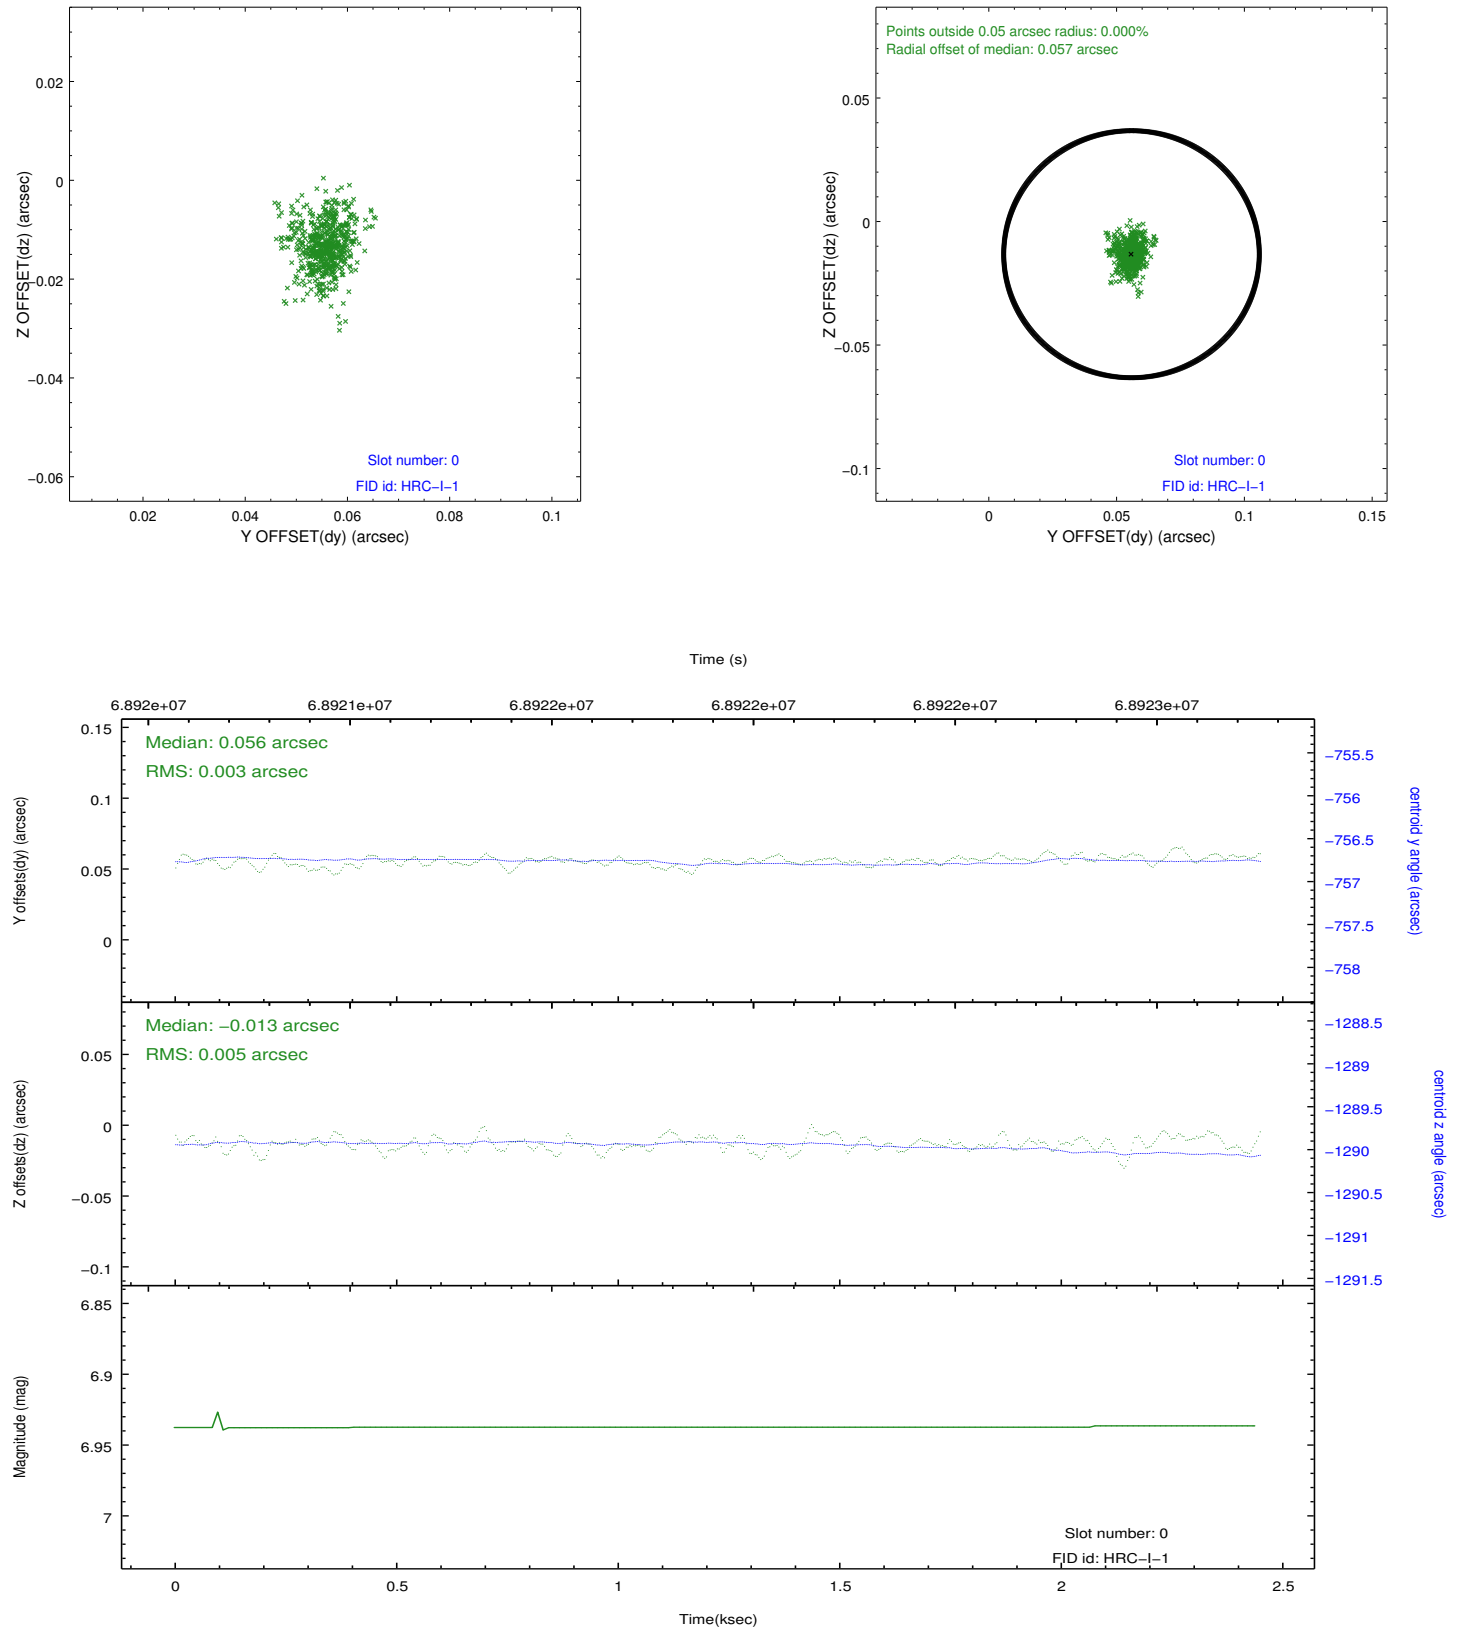 0.02
0
−0.02
−0.04
−0.06
Z OFFSET(dz) (arcsec)
Slot number: 0
FID id: HRC−I−1
0.02 0.04 0.06 0.08 0.1
Y OFFSET(dy) (arcsec)
Points outside 0.05 arcsec radius: 0.000%
Radial offset of median: 0.057 arcsec
0.05
0
−0.05
−0.1
Z OFFSET(dz) (arcsec)
Slot number: 0
FID id: HRC−I−1
0 0.05 0.1 0.15
Y OFFSET(dy) (arcsec)
Time (s)
6.892e+07 6.8921e+07 6.8922e+07 6.8922e+07 6.8922e+07 6.8923e+07
Median: 0.056 arcsec
RMS: 0.003 arcsec
0.15
0.1
0.05
0
Y offsets(dy) (arcsec)
−755.5
−756
−756.5
−757
−757.5
−758
centroid y angle (arcsec)
Median: −0.013 arcsec
RMS: 0.005 arcsec
0.05
0
−0.05
−0.1
Z offsets(dz) (arcsec)
−1288.5
−1289
−1289.5
−1290
−1290.5
−1291
−1291.5
centroid z angle (arcsec)
6.85
6.9
6.95
7
Magnitude (mag)
Slot number: 0
FID id: HRC−I−1
0 0.5 1 1.5 2 2.5
Time(ksec)